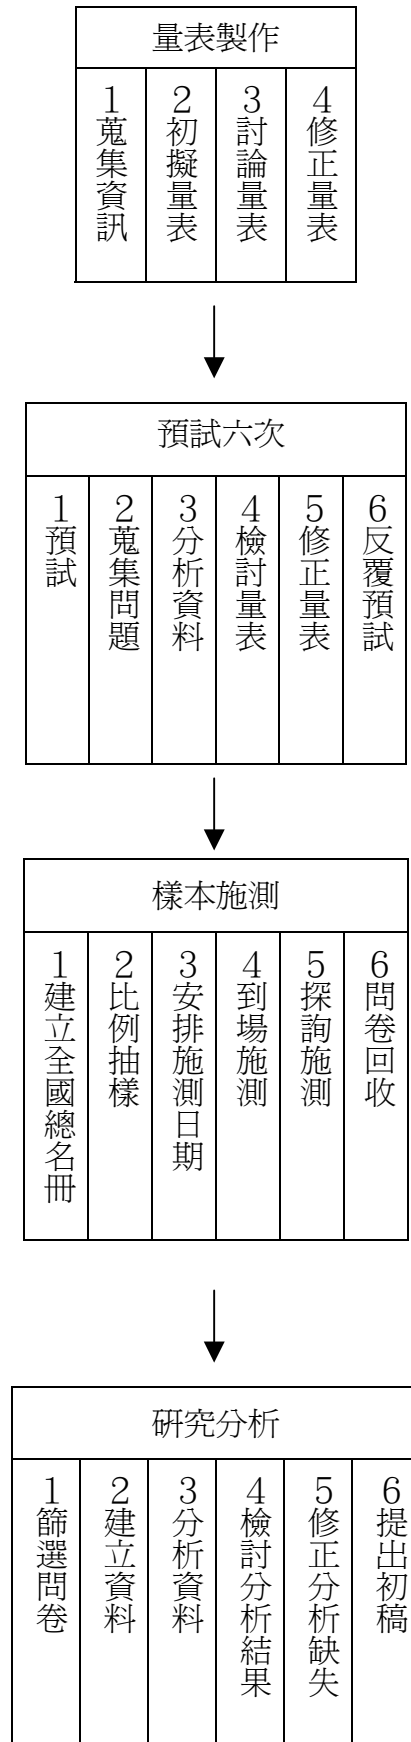 量表製作
1蒐集資訊
2初擬量表
3討論量表
4修正量表
預試六次
1預試
2蒐集問題
3分析資料
4檢討量表
5修正量表
6反覆預試
樣本施測
1建立全國總名冊
2比例抽樣
3安排施測日期
4到場施測
5探詢施測
6問卷回收
研究分析
1篩選問卷
2建立資料
3分析資料
4檢討分析結果
5修正分析缺失
6提出初稿